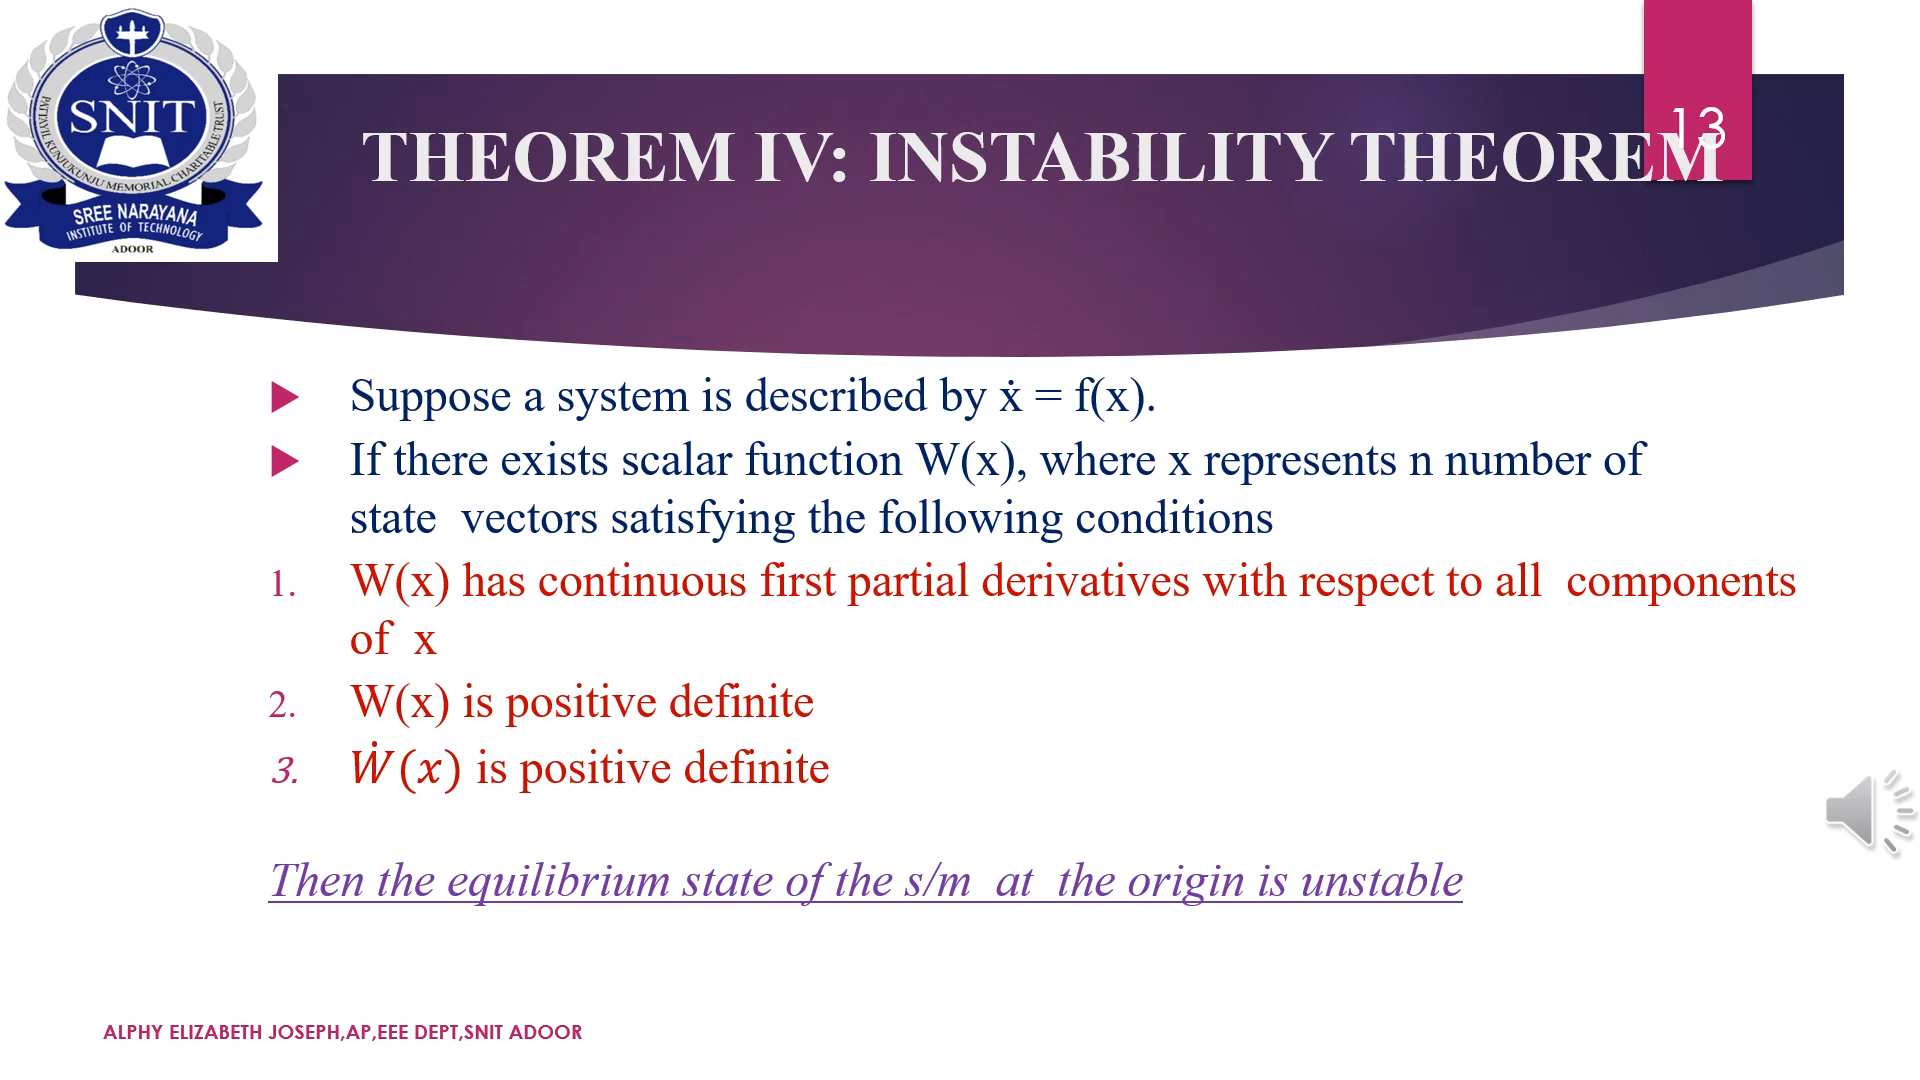 SNIT
PATTAYIL KUNJUKUNJU MEMORIAL CHARITABLE TRUST
SREE NARAYANA
INSTITUTE OF TECHNOLOGY
ADOOR
13
THEOREM IV: INSTABILITY THEOREM
Suppose a system is described by ẋ = f(x).
If there exists scalar function W(x), where x represents n number of
state vectors satisfying the following conditions
1. W(x) has continuous first partial derivatives with respect to all components
of x
2. W(x) is positive definite
3. Ẇ(x) is positive definite
Then the equilibrium state of the s/m at the origin is unstable
ALPHY ELIZABETH JOSEPH,AP,EEE DEPT,SNIT ADOOR